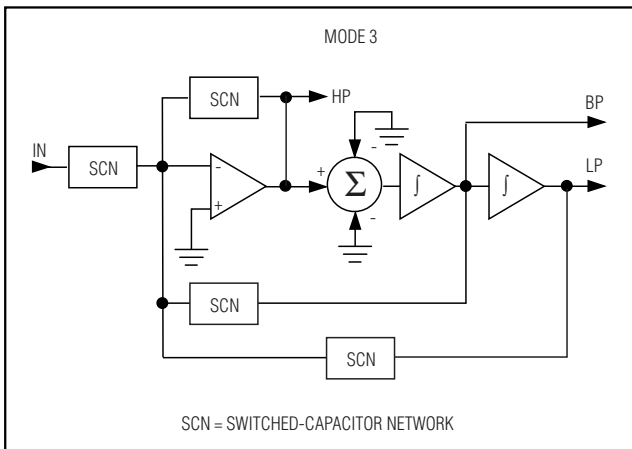 MODE 3
SCN
HP
BP
IN
SCN
-
+
+
-
-
Σ
∫
∫
LP
SCN
SCN
SCN = SWITCHED-CAPACITOR NETWORK